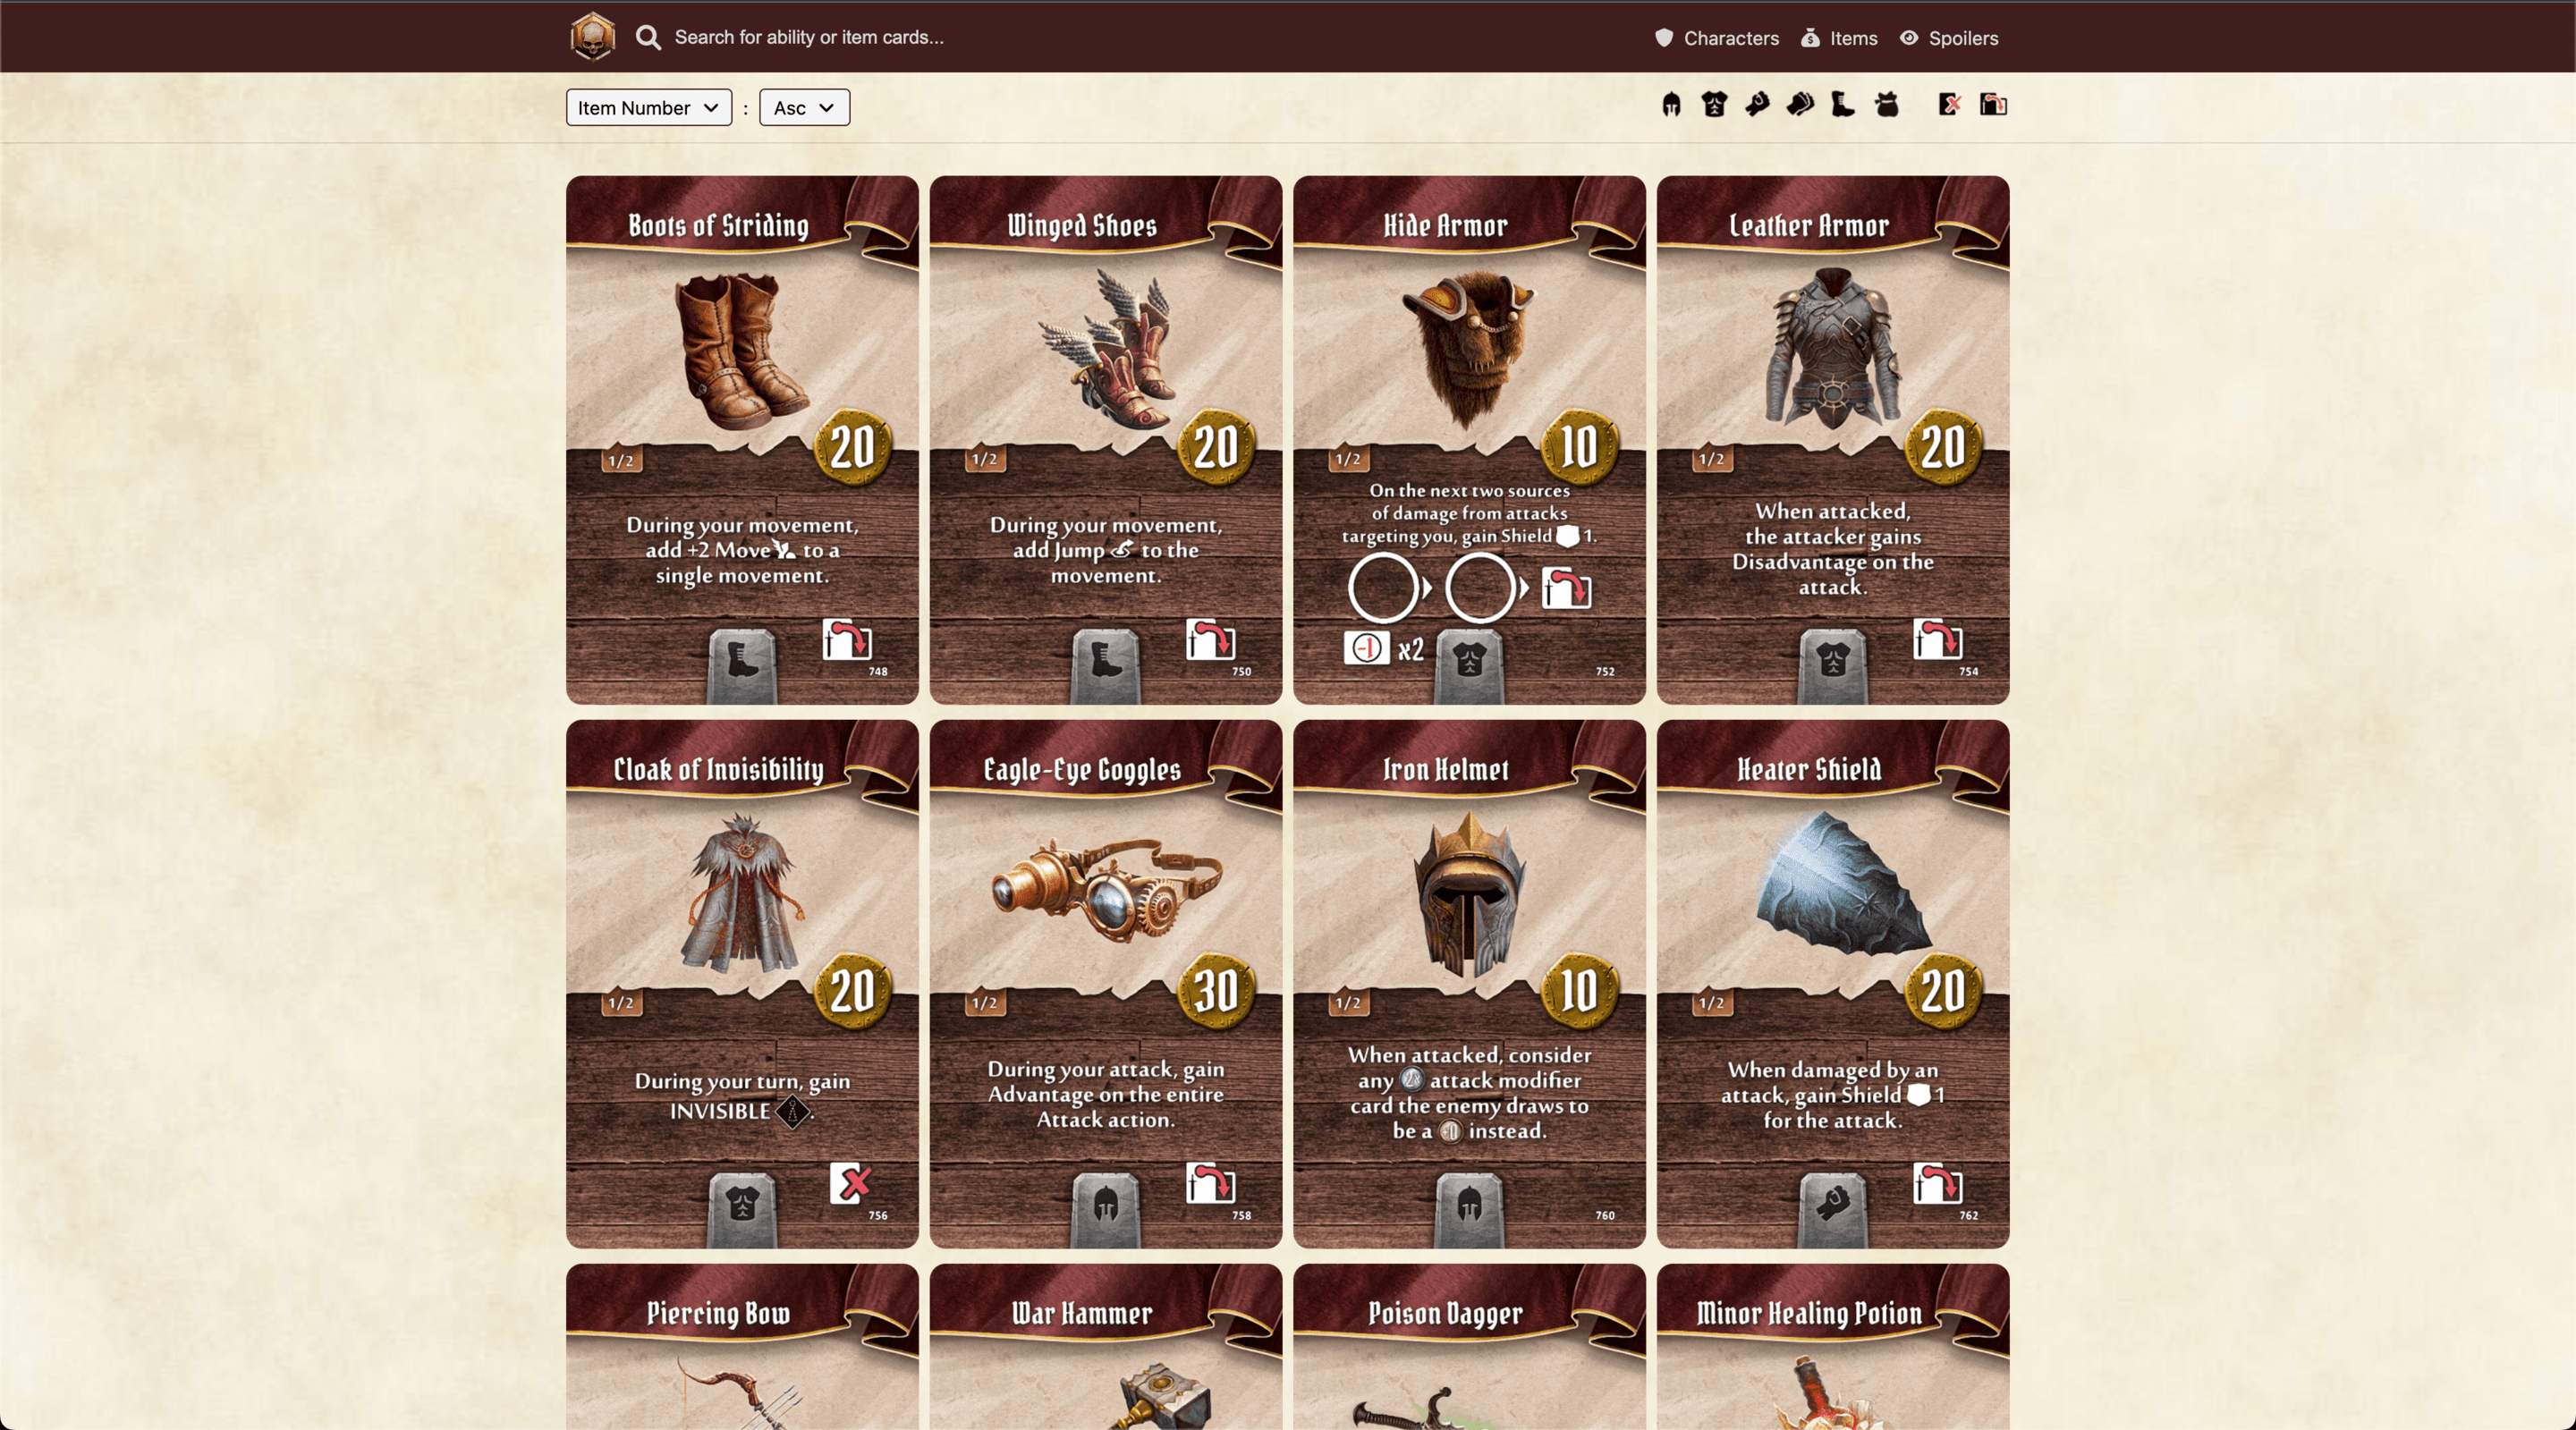 Search for ability or item cards...
Characters
Items
Spoilers
Item Number
:
Asc
Boots of Striding
20
1/2
During your movement,
add +2 Move to a
single movement.
748
Winged Shoes
20
1/2
During your movement,
add Jump to the
movement.
750
Hide Armor
10
1/2
On the next two sources
of damage from attacks
targeting you, gain Shield 1.
-1 x2
752
Leather Armor
20
1/2
When attacked,
the attacker gains
Disadvantage on the
attack.
754
Cloak of Invisibility
20
1/2
During your turn, gain
INVISIBLE .
756
Eagle-Eye Goggles
30
1/2
During your attack, gain
Advantage on the entire
Attack action.
758
Iron Helmet
10
1/2
When attacked, consider
any 2x attack modifier
card the enemy draws to
be a +0 instead.
760
Heater Shield
20
1/2
When damaged by an
attack, gain Shield 1
for the attack.
762
Piercing Bow
War Hammer
Poison Dagger
Minor Healing Potion